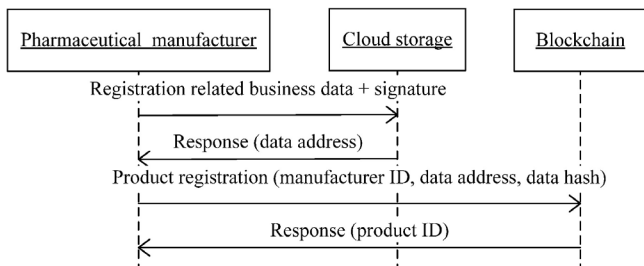 Pharmaceutical manufacturer
Cloud storage
Blockchain
Registration related business data + signature
Response (data address)
Product registration (manufacturer ID, data address, data hash)
Response (product ID)